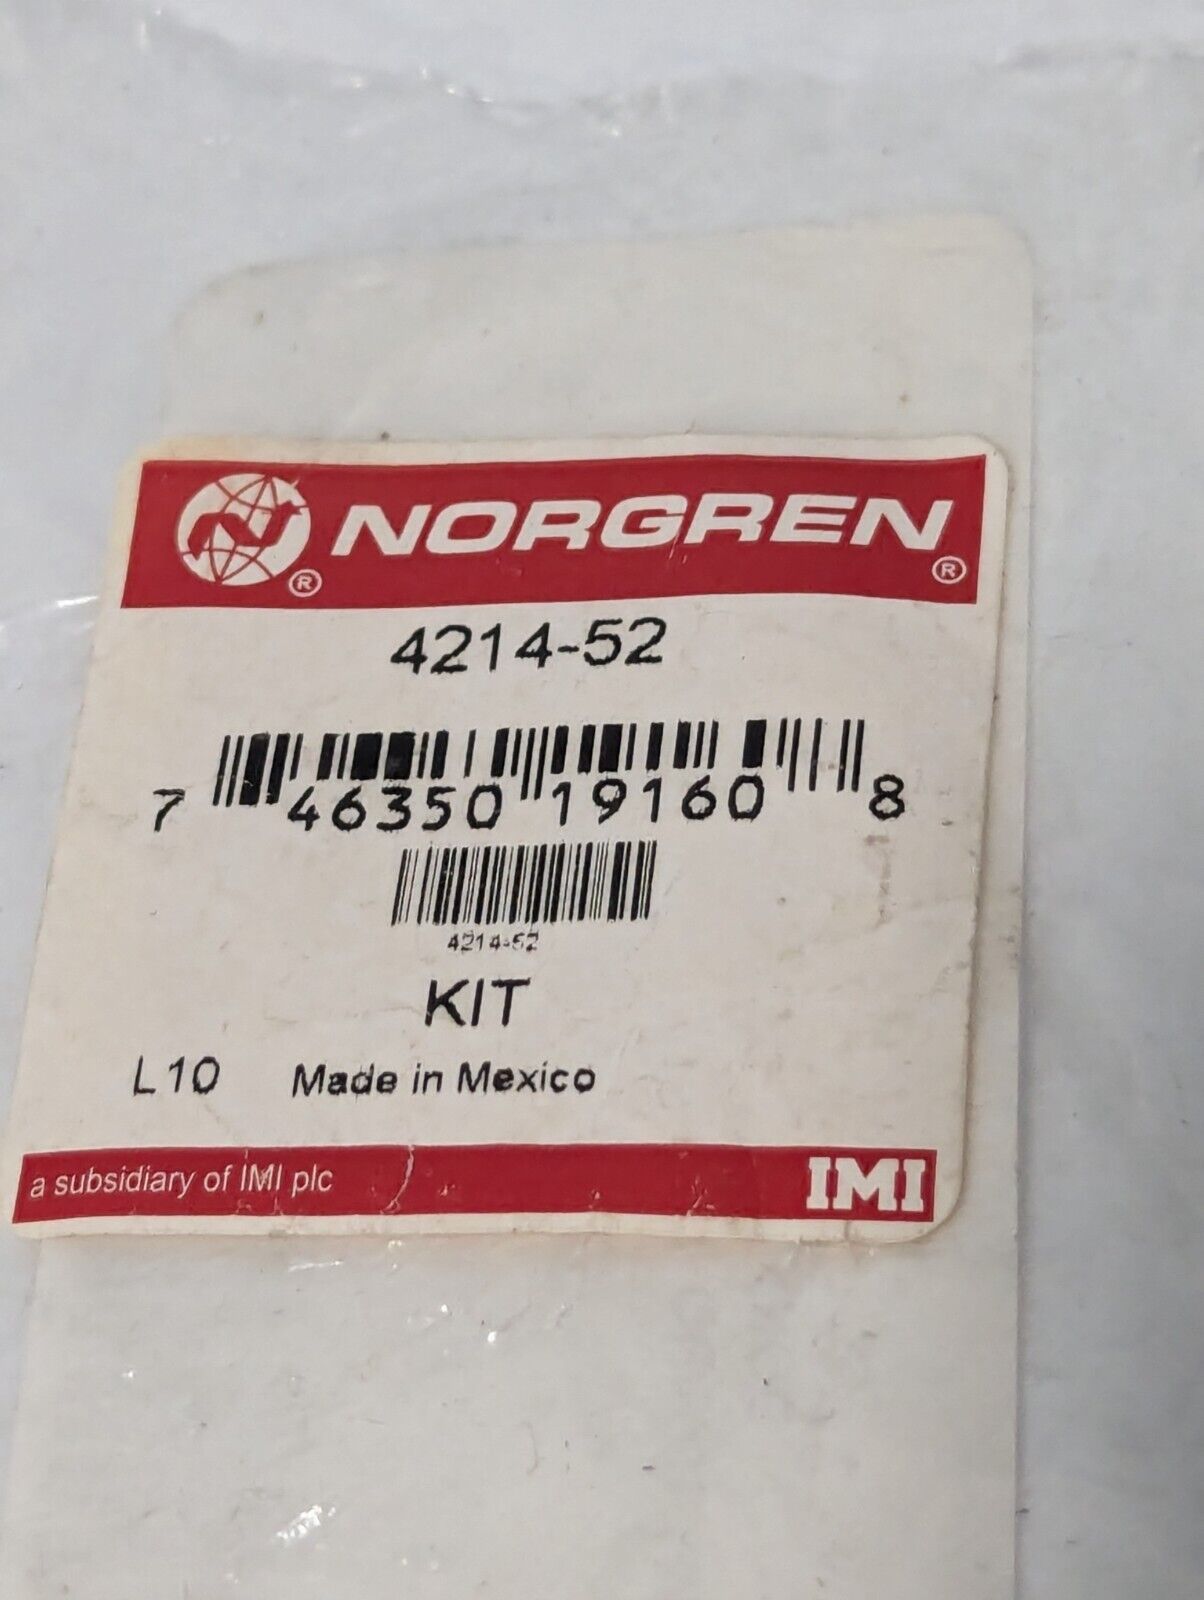 NORGREN
®
®
4214-52
7 46350 19160 8
4214-52
KIT
L10 Made in Mexico
a subsidiary of IMI plc
IMI